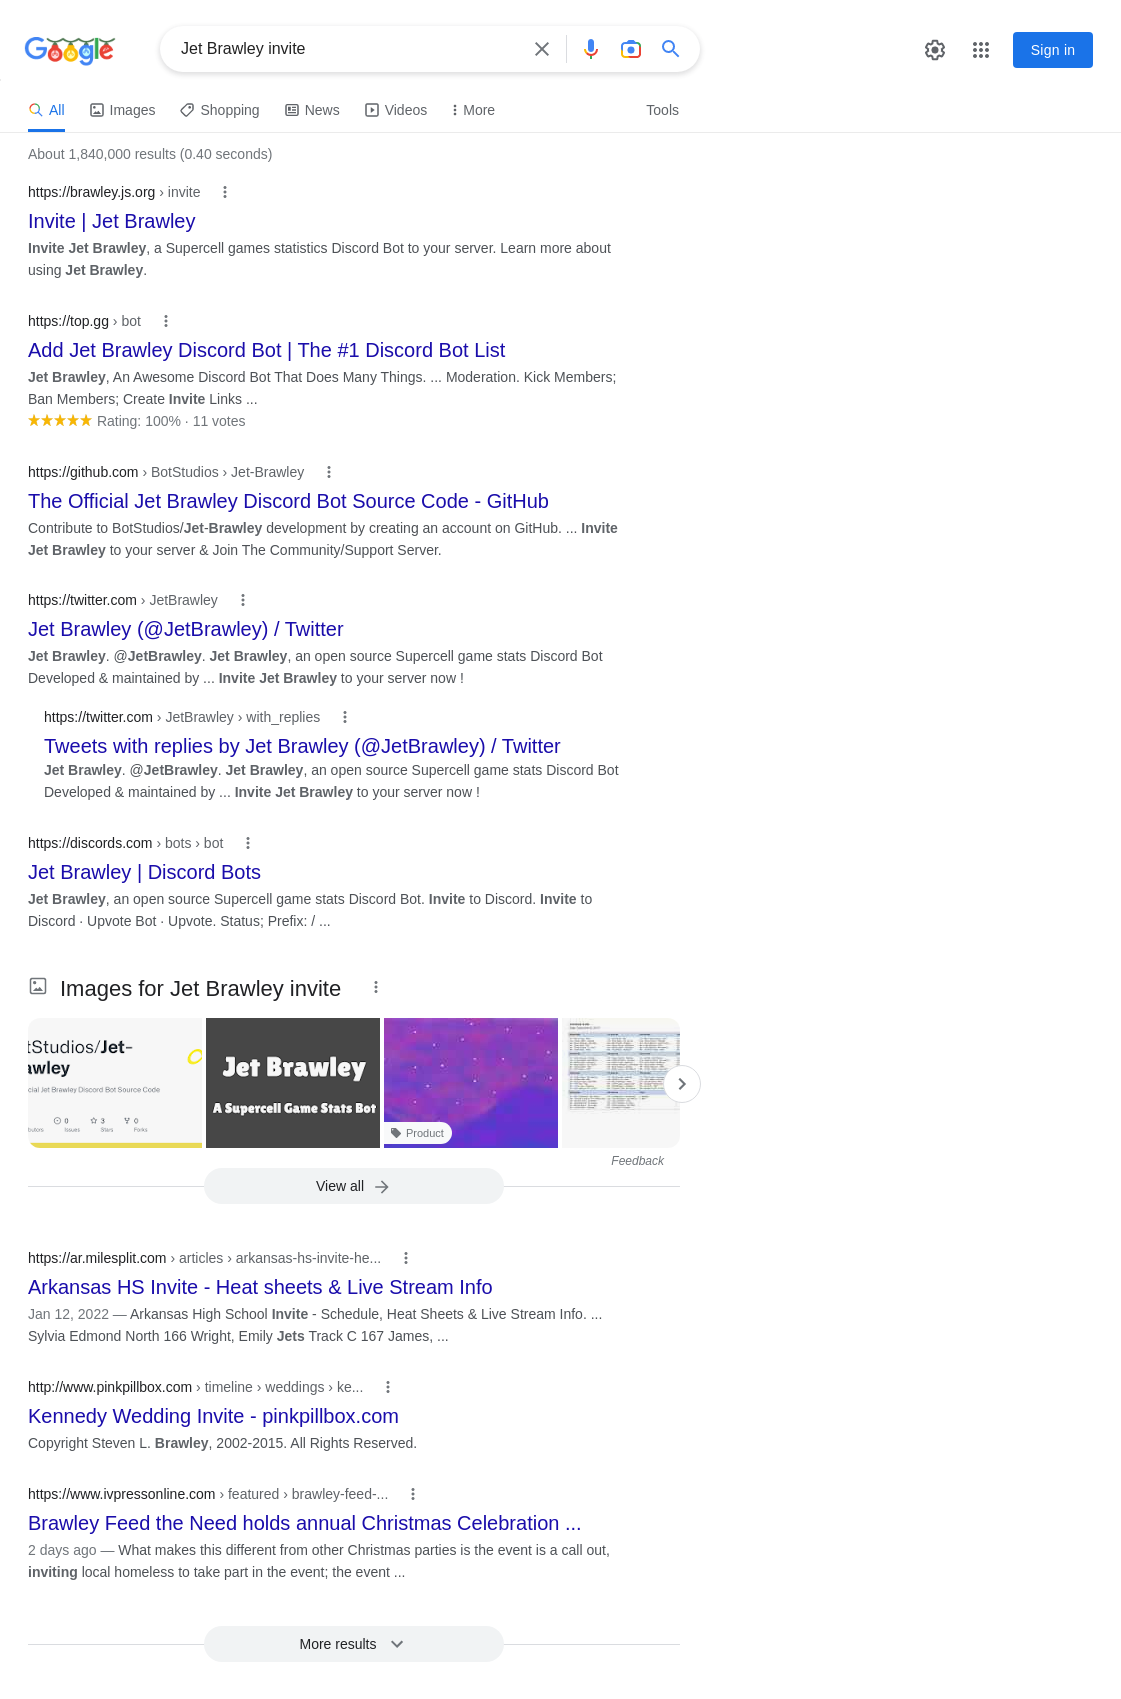 Google
Jet Brawley invite
Sign in
All
Images
Shopping
News
Videos
More
Tools
About 1,840,000 results (0.40 seconds)
https://brawley.js.org › invite
Invite | Jet Brawley
Invite Jet Brawley, a Supercell games statistics Discord Bot to your server. Learn more about
using Jet Brawley.
https://top.gg › bot
Add Jet Brawley Discord Bot | The #1 Discord Bot List
Jet Brawley, An Awesome Discord Bot That Does Many Things. ... Moderation. Kick Members;
Ban Members; Create Invite Links ...
Rating: 100% · 11 votes
https://github.com › BotStudios › Jet-Brawley
The Official Jet Brawley Discord Bot Source Code - GitHub
Contribute to BotStudios/Jet-Brawley development by creating an account on GitHub. ... Invite
Jet Brawley to your server & Join The Community/Support Server.
https://twitter.com › JetBrawley
Jet Brawley (@JetBrawley) / Twitter
Jet Brawley. @JetBrawley. Jet Brawley, an open source Supercell game stats Discord Bot
Developed & maintained by ... Invite Jet Brawley to your server now !
https://twitter.com › JetBrawley › with_replies
Tweets with replies by Jet Brawley (@JetBrawley) / Twitter
Jet Brawley. @JetBrawley. Jet Brawley, an open source Supercell game stats Discord Bot
Developed & maintained by ... Invite Jet Brawley to your server now !
https://discords.com › bots › bot
Jet Brawley | Discord Bots
Jet Brawley, an open source Supercell game stats Discord Bot. Invite to Discord. Invite to
Discord · Upvote Bot · Upvote. Status; Prefix: / ...
Images for Jet Brawley invite
tStudios/Jet-
awley
cial Jet Brawley Discord Bot Source Code
0
3
0
Issues
Stars
Forks
Jet Brawley
A Supercell Game Stats Bot
Product
Feedback
View all
https://ar.milesplit.com › articles › arkansas-hs-invite-he...
Arkansas HS Invite - Heat sheets & Live Stream Info
Jan 12, 2022 — Arkansas High School Invite - Schedule, Heat Sheets & Live Stream Info. ...
Sylvia Edmond North 166 Wright, Emily Jets Track C 167 James, ...
http://www.pinkpillbox.com › timeline › weddings › ke...
Kennedy Wedding Invite - pinkpillbox.com
Copyright Steven L. Brawley, 2002-2015. All Rights Reserved.
https://www.ivpressonline.com › featured › brawley-feed-...
Brawley Feed the Need holds annual Christmas Celebration ...
2 days ago — What makes this different from other Christmas parties is the event is a call out,
inviting local homeless to take part in the event; the event ...
More results